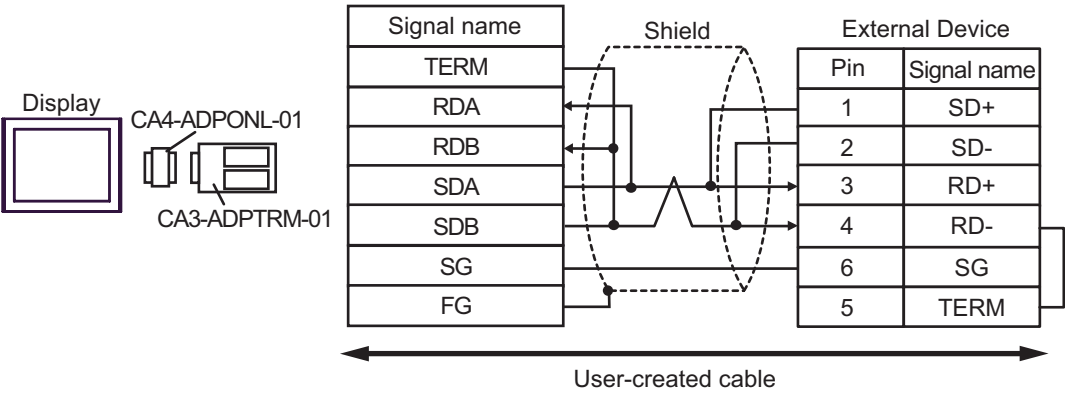 Display
CA4-ADPONL-01
CA3-ADPTRM-01
Signal name
TERM
RDA
RDB
SDA
SDB
SG
FG
Shield
External Device
Pin Signal name
1 SD+
2 SD-
3 RD+
4 RD-
6 SG
5 TERM
User-created cable